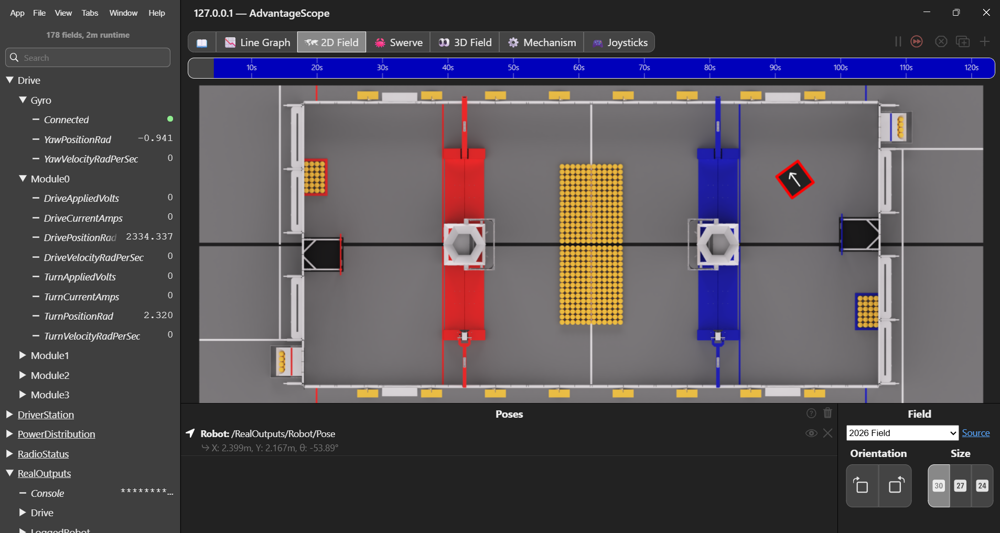 App File View Tabs Window Help
127.0.0.1 — AdvantageScope
178 fields, 2m runtime
Search
Line Graph 2D Field Swerve 3D Field Mechanism Joysticks
10s 20s 30s 40s 50s 60s 70s 80s 90s 100s 110s 120s
Drive
Gyro
Connected
YawPositionRad -0.941
YawVelocityRadPerSec 0
Module0
DriveAppliedVolts 0
DriveCurrentAmps 0
DrivePositionRad 2334.337
DriveVelocityRadPerSec 0
TurnAppliedVolts 0
TurnCurrentAmps 0
TurnPositionRad 2.320
TurnVelocityRadPerSec 0
Module1
Module2
Module3
DriverStation
PowerDistribution
RadioStatus
RealOutputs
Console ********...
Drive
LoggedRobot
Poses
Robot: /RealOutputs/Robot/Pose
X: 2.399m, Y: 2.167m, θ: -53.89°
Field
2026 Field Source
Orientation Size
30 27 24